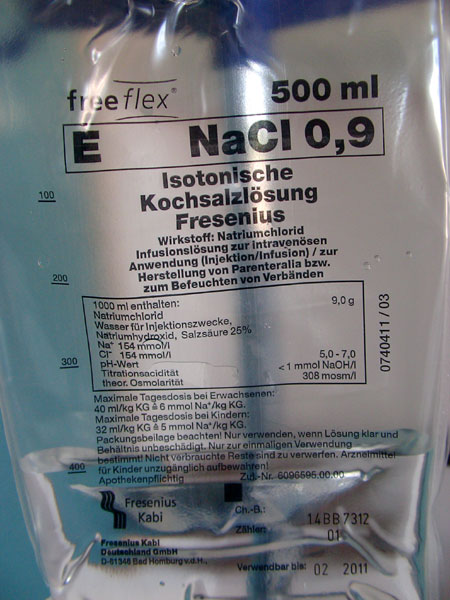 freeflex®
500 ml
E NaCl 0,9
Isotonische
Kochsalzlösung
Fresenius
Wirkstoff: Natriumchlorid
Infusionslösung zur intravenösen
Anwendung (Injektion/Infusion) / zur
Herstellung von Parenteralia bzw.
zum Befeuchten von Verbänden
100
200
300
400
1000 ml enthalten:
Natriumchlorid 9,0 g
Wasser für Injektionszwecke,
Natriumhydroxid, Salzsäure 25%
Na⁺ 154 mmol/l
Cl⁻ 154 mmol/l
pH-Wert 5,0 - 7,0
Titrationsacidität < 1 mmol NaOH/l
theor. Osmolarität 308 mosm/l
0740411 / 03
Maximale Tagesdosis bei Erwachsenen:
40 ml/kg KG ≙ 6 mmol Na⁺/kg KG.
Maximale Tagesdosis bei Kindern:
32 ml/kg KG ≙ 5 mmol Na⁺/kg KG.
Packungsbeilage beachten! Nur verwenden, wenn Lösung klar und
Behältnis unbeschädigt. Nur zur einmaligen Verwendung
bestimmt! Nicht verbrauchte Reste sind zu verwerfen. Arzneimittel
für Kinder unzugänglich aufbewahren!
Apothekenpflichtig Zul.-Nr. 6096595.00.00
Fresenius
Kabi
Ch.-B.: 14BB7312
Zähler: 01
Fresenius Kabi
Deutschland GmbH
D-61346 Bad Homburg v.d.H.,
Verwendbar bis: 02 2011